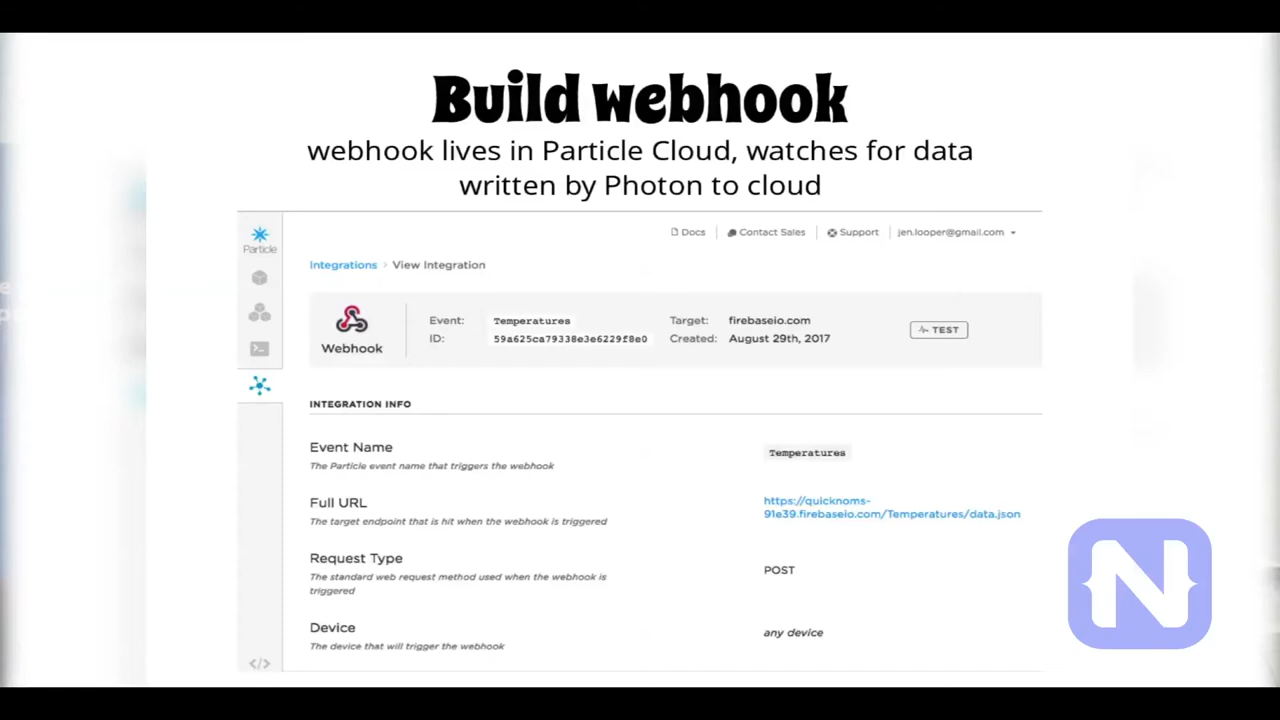 Build webhook
webhook lives in Particle Cloud, watches for data
written by Photon to cloud
Particle
Docs
Contact Sales
Support
jen.looper@gmail.com
Integrations > View Integration
Webhook
Event: Temperatures
ID: 59a625ca79338e3e6229f8e0
Target: firebaseio.com
Created: August 29th, 2017
TEST
INTEGRATION INFO
Event Name
The Particle event name that triggers the webhook
Temperatures
Full URL
The target endpoint that is hit when the webhook is triggered
https://quicknoms-
91e39.firebaseio.com/Temperatures/data.json
Request Type
The standard web request method used when the webhook is
triggered
POST
Device
The device that will trigger the webhook
any device
N